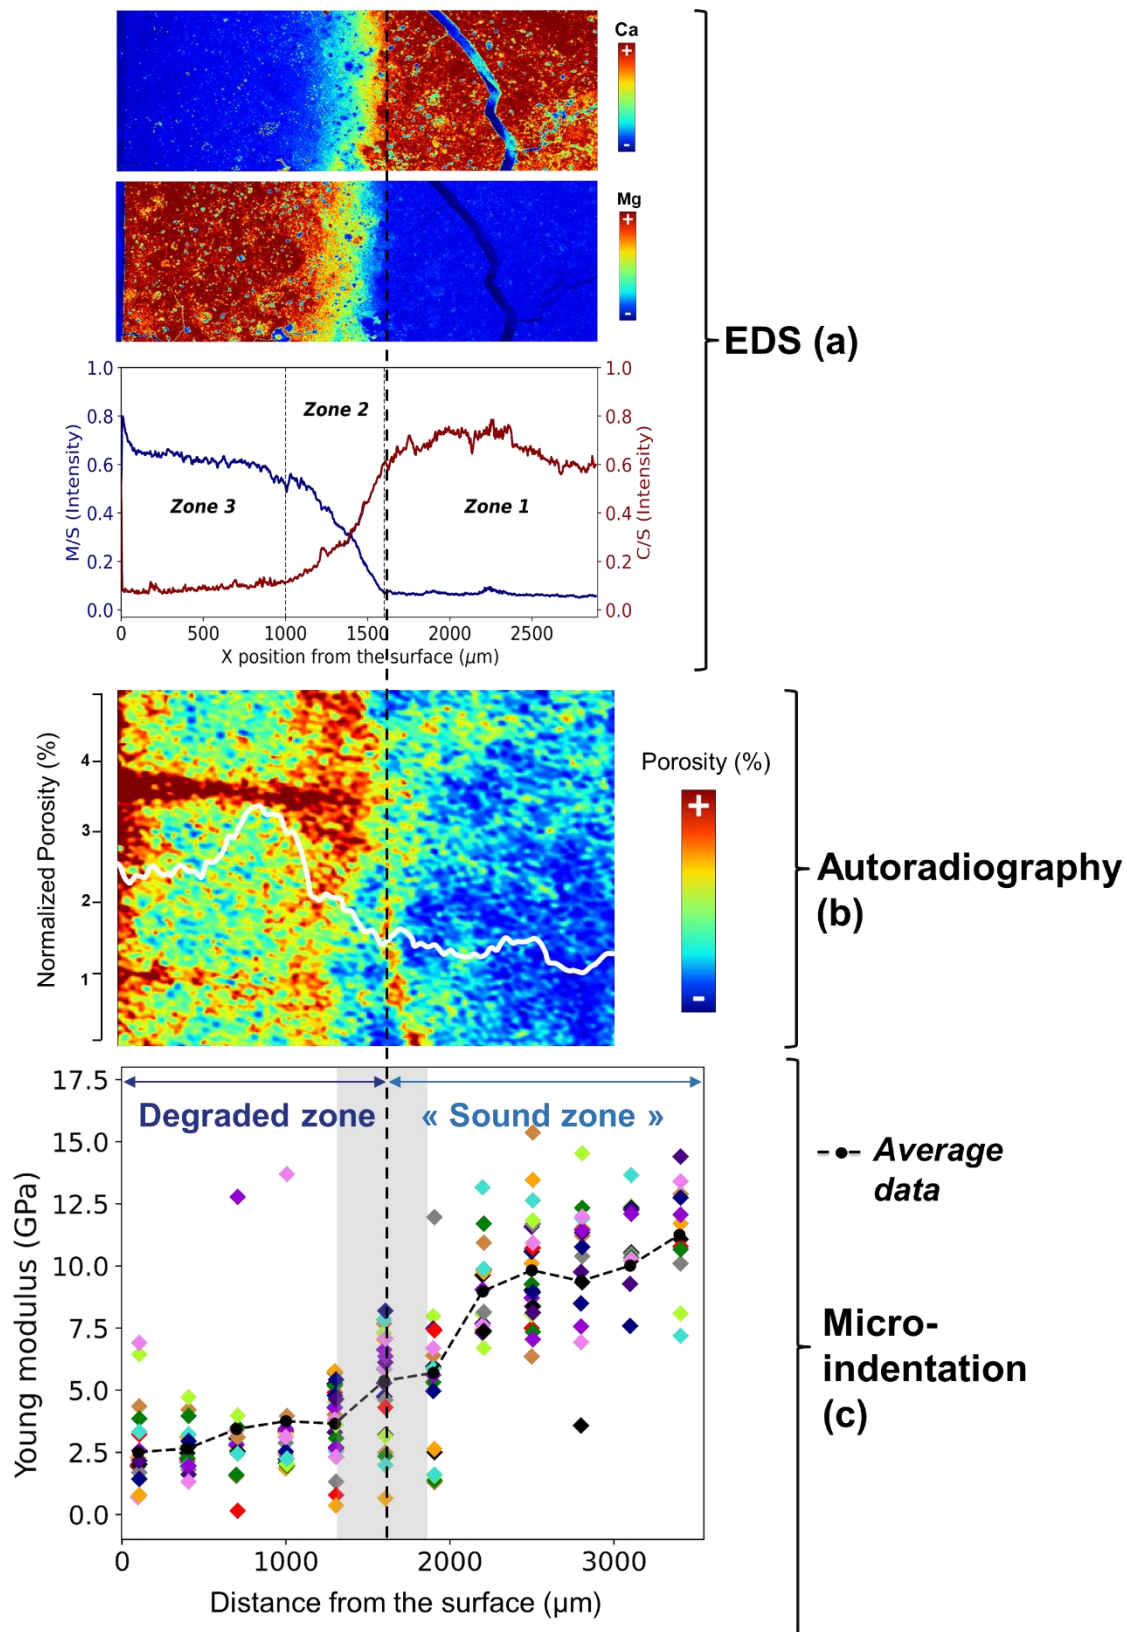 Ca
+
-
Mg
+
-
EDS (a)
1.0
0.8
0.6
0.4
0.2
0.0
M/S (Intensity)
Zone 3
Zone 2
Zone 1
1.0
0.8
0.6
0.4
0.2
0.0
C/S (Intensity)
0 500 1000 1500 2000 2500
X position from the surface (μm)
Normalized Porosity (%)
4
3
2
1
Porosity (%)
+
-
Autoradiography
(b)
17.5
15.0
12.5
10.0
7.5
5.0
2.5
0.0
Young modulus (GPa)
Degraded zone
« Sound zone »
Average
data
Micro-
indentation
(c)
0 1000 2000 3000
Distance from the surface (μm)